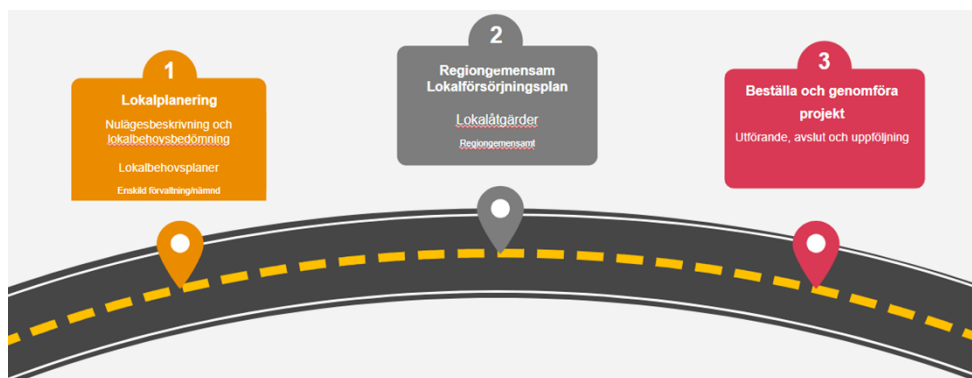 1
Lokalplanering
Nulägesbeskrivning och
lokalbehovsbedömning
Lokalbehovsplaner
Enskild förvaltning/nämnd
2
Regiongemensam
Lokalförsörjningsplan
Lokalåtgärder
Regiongemensamt
3
Beställa och genomföra
projekt
Utförande, avslut och uppföljning